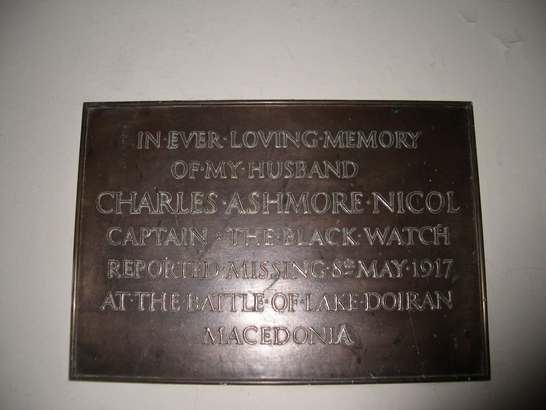 IN·EVER·LOVING·MEMORY
OF·MY·HUSBAND
CHARLES·ASHMORE·NICOL
CAPTAIN·THE·BLACK·WATCH
REPORTED·MISSING·8TH·MAY·1917
AT·THE·BATTLE·OF·LAKE·DOIRAN
MACEDONIA